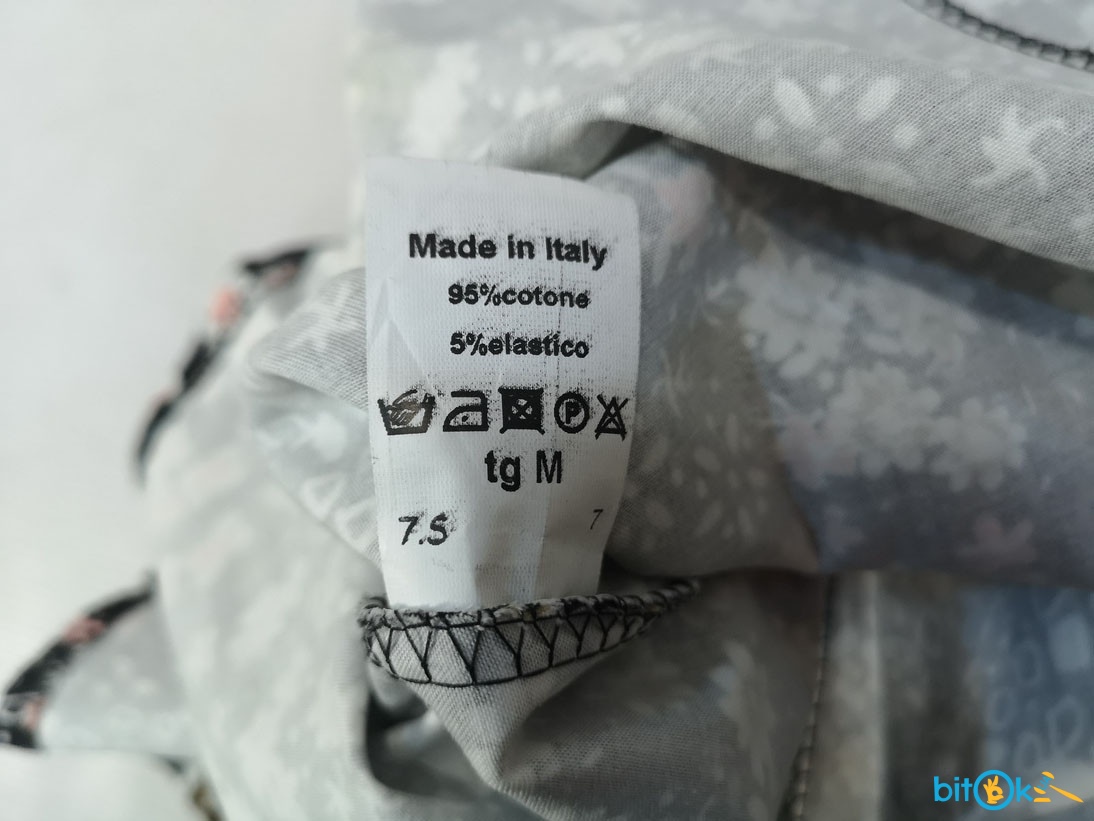 Made in Italy
95%cotone
5%elastico
P
tg M
7.5 7
bitOk